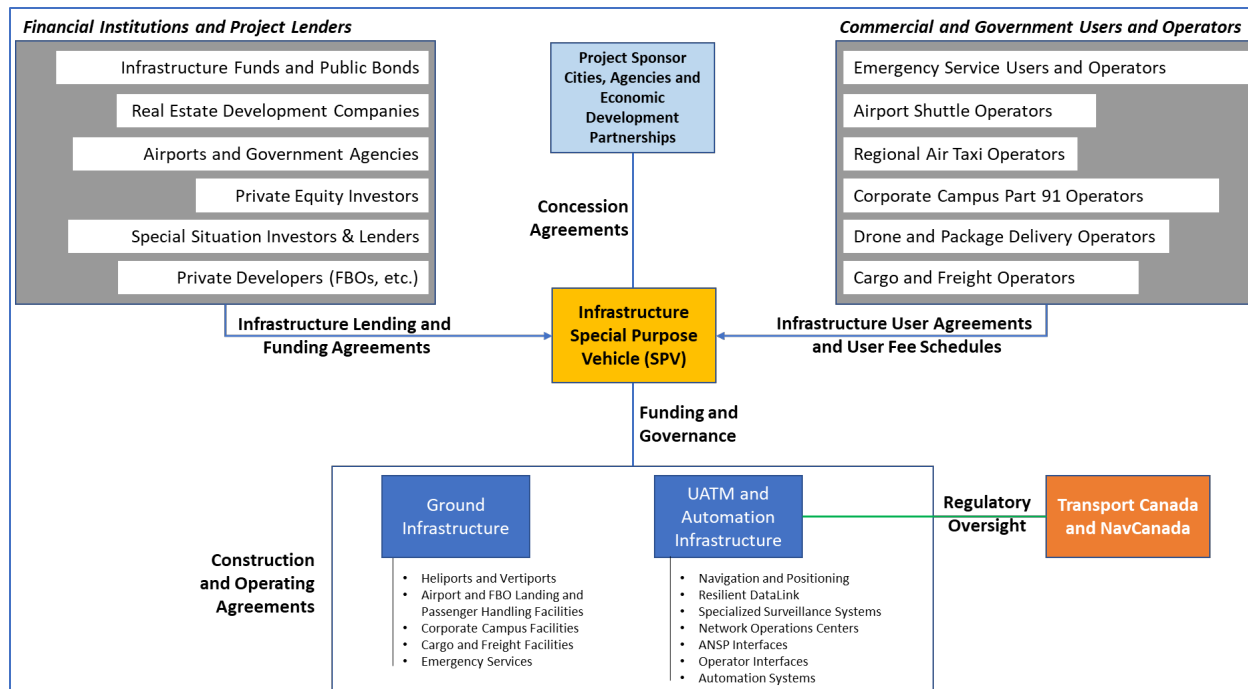 Financial Institutions and Project Lenders
Infrastructure Funds and Public Bonds
Real Estate Development Companies
Airports and Government Agencies
Private Equity Investors
Special Situation Investors & Lenders
Private Developers (FBOs, etc.)
Project Sponsor
Cities, Agencies and
Economic
Development
Partnerships
Commercial and Government Users and Operators
Emergency Service Users and Operators
Airport Shuttle Operators
Regional Air Taxi Operators
Corporate Campus Part 91 Operators
Drone and Package Delivery Operators
Cargo and Freight Operators
Concession
Agreements
Infrastructure Lending and
Funding Agreements
Infrastructure
Special Purpose
Vehicle (SPV)
Infrastructure User Agreements
and User Fee Schedules
Funding and
Governance
Construction
and Operating
Agreements
Ground
Infrastructure
• Heliports and Vertiports
• Airport and FBO Landing and
Passenger Handling Facilities
• Corporate Campus Facilities
• Cargo and Freight Facilities
• Emergency Services
UATM and
Automation
Infrastructure
• Navigation and Positioning
• Resilient DataLink
• Specialized Surveillance Systems
• Network Operations Centers
• ANSP Interfaces
• Operator Interfaces
• Automation Systems
Regulatory
Oversight
Transport Canada
and NavCanada